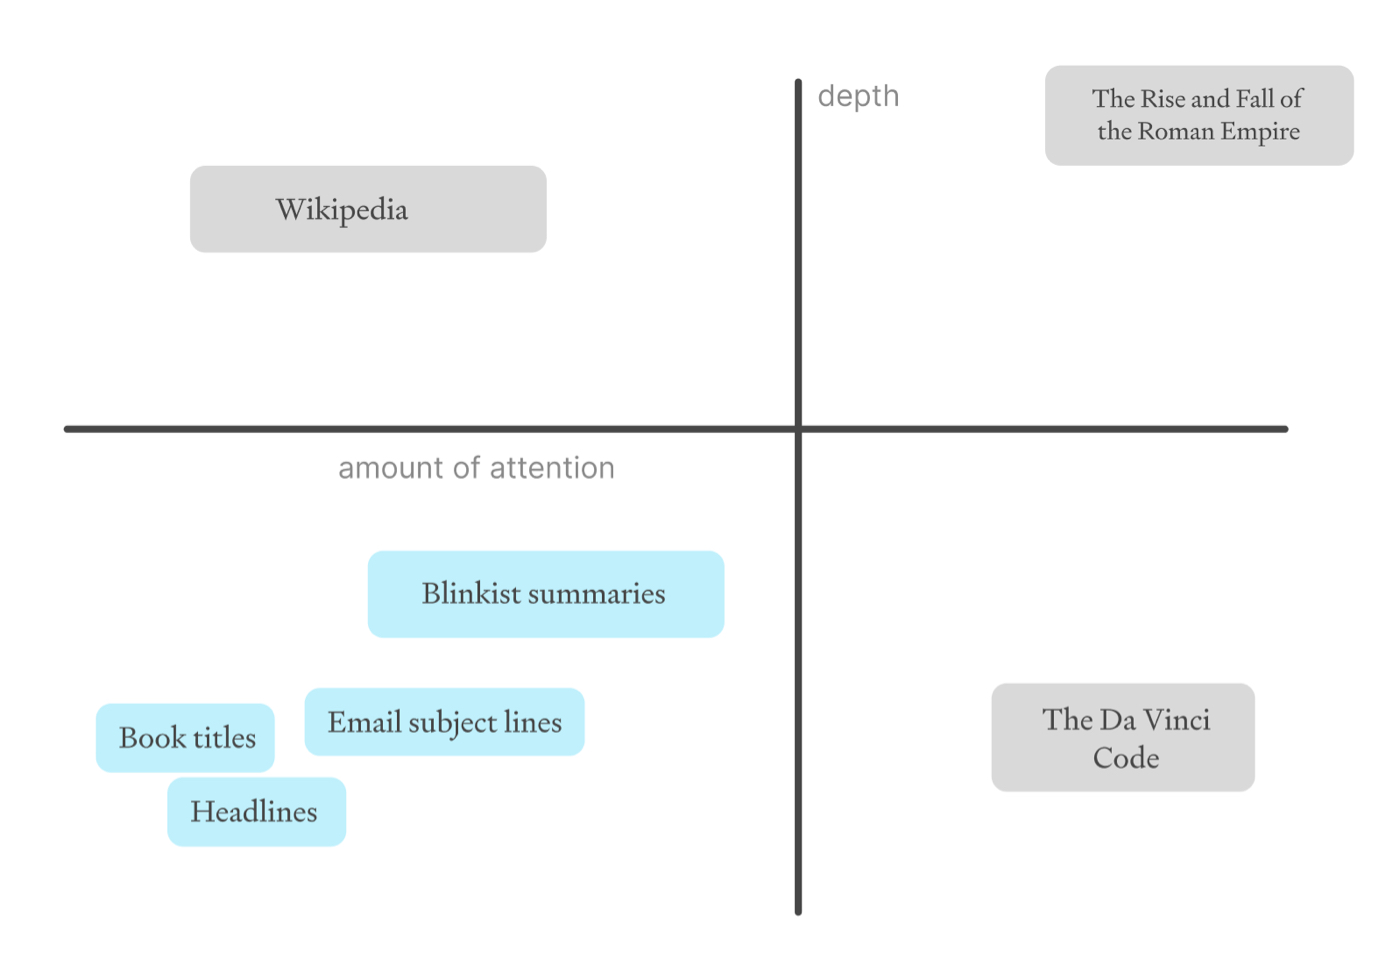 depth
The Rise and Fall of
the Roman Empire
Wikipedia
amount of attention
Blinkist summaries
Email subject lines
Book titles
Headlines
The Da Vinci
Code